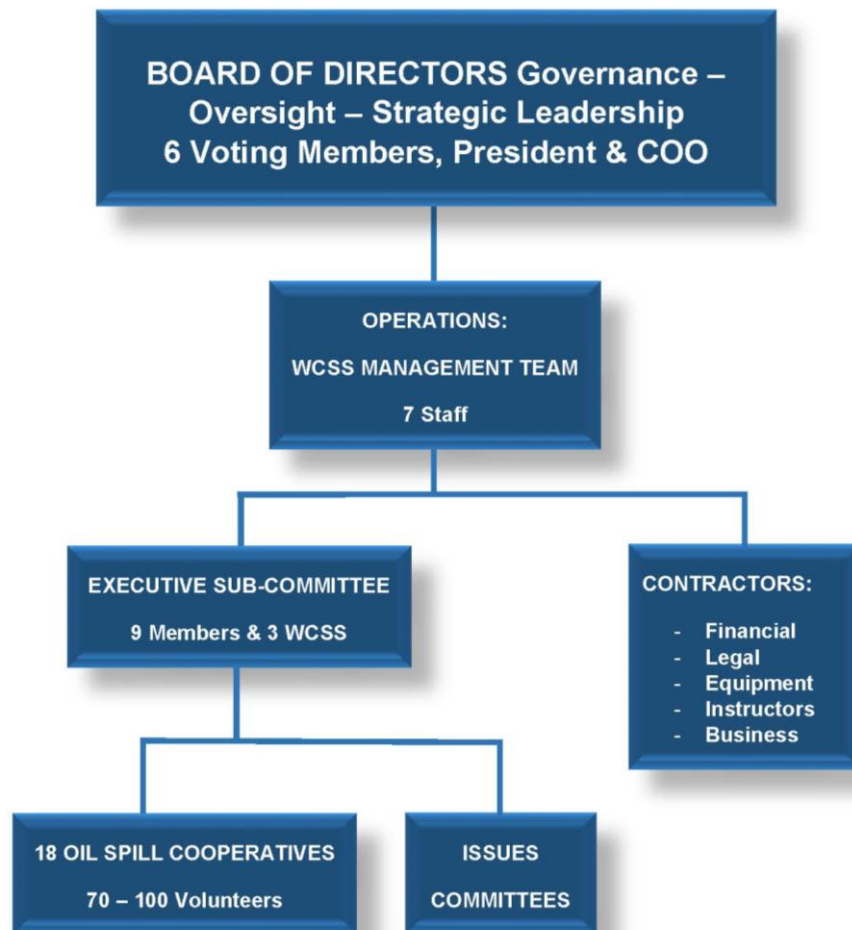 BOARD OF DIRECTORS Governance –
Oversight – Strategic Leadership
6 Voting Members, President & COO
OPERATIONS:
WCSS MANAGEMENT TEAM
7 Staff
EXECUTIVE SUB-COMMITTEE
9 Members & 3 WCSS
CONTRACTORS:
- Financial
- Legal
- Equipment
- Instructors
- Business
18 OIL SPILL COOPERATIVES
70 – 100 Volunteers
ISSUES
COMMITTEES